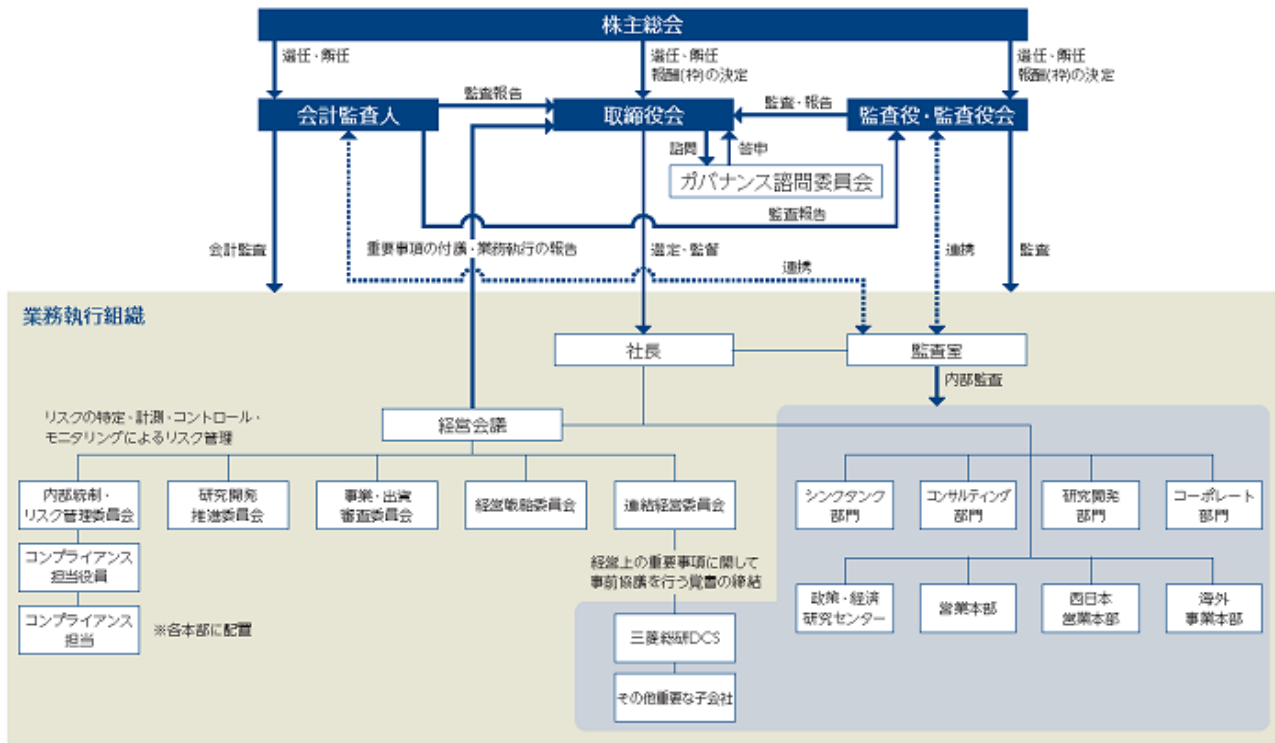 株主総会
選任・解任
選任・解任
報酬(枠)の決定
選任・解任
報酬(枠)の決定
監査報告
監査・報告
会計監査人
取締役会
監査役・監査役会
諮問
答申
ガバナンス諮問委員会
監査報告
会計監査
重要事項の付議・業務執行の報告
選定・監督
連携
連携
監査
業務執行組織
社長
監査室
内部監査
リスクの特定・計測・コントロール・
モニタリングによるリスク管理
経営会議
内部統制・
リスク管理委員会
研究開発
推進委員会
事業・出資
審査委員会
経営戦略委員会
連結経営委員会
シンクタンク
部門
コンサルティング
部門
研究開発
部門
コーポレート
部門
コンプライアンス
担当役員
経営上の重要事項に関して
事前協議を行う覚書の締結
コンプライアンス
担当
※各本部に配置
政策・経済
研究センター
営業本部
西日本
営業本部
海外
事業本部
三菱総研DCS
その他重要な子会社